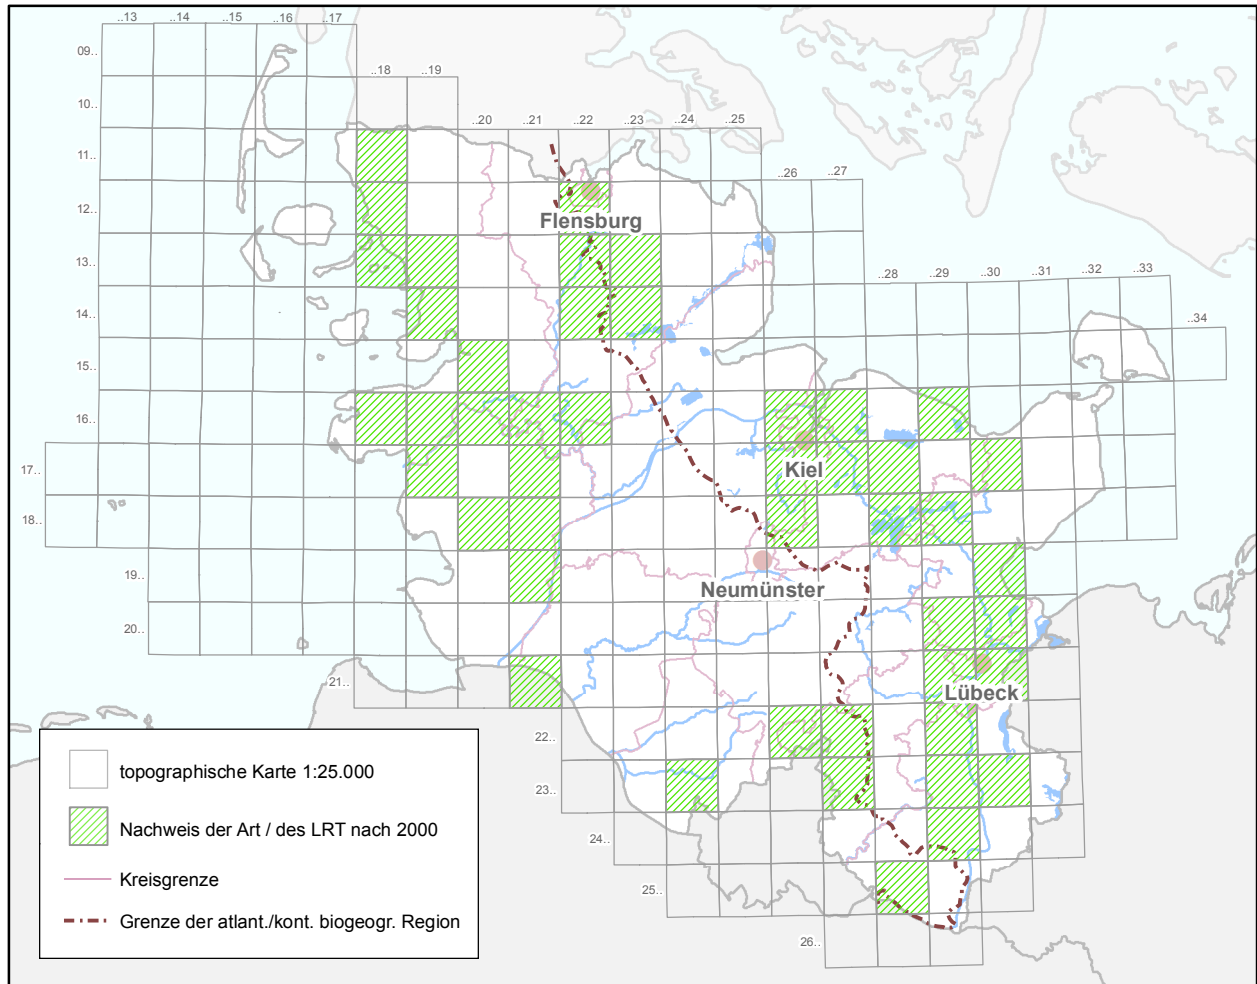 ..13 ..14 ..15 ..16 ..17
09..
..18 ..19
10..
..20 ..21 ..22 ..23 ..24 ..25
11..
..26 ..27
12..
Flensburg
13..
..28 ..29 ..30 ..31 ..32 ..33
14..
..34
15..
16..
17..
Kiel
18..
19..
Neumünster
20..
21..
Lübeck
22..
23..
24..
25..
26..
topographische Karte 1:25.000
Nachweis der Art / des LRT nach 2000
Kreisgrenze
Grenze der atlant./kont. biogeogr. Region